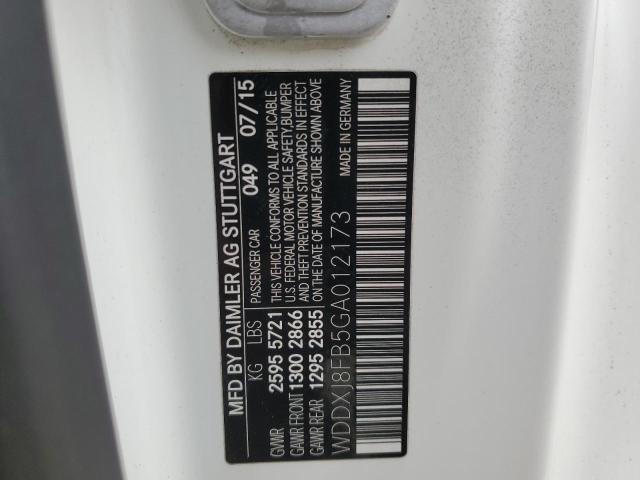 MFD BY DAIMLER AG STUTTGART
KG LBS PASSENGER CAR 049 07/15
GVWR 2595 5721 THIS VEHICLE CONFORMS TO ALL APPLICABLE
U.S. FEDERAL MOTOR VEHICLE SAFETY,BUMPER
GAWR FRONT 1300 2866 AND THEFT PREVENTION STANDARDS IN EFFECT
GAWR REAR 1295 2855 ON THE DATE OF MANUFACTURE SHOWN ABOVE
WDDXJ8FB5GA012173 MADE IN GERMANY